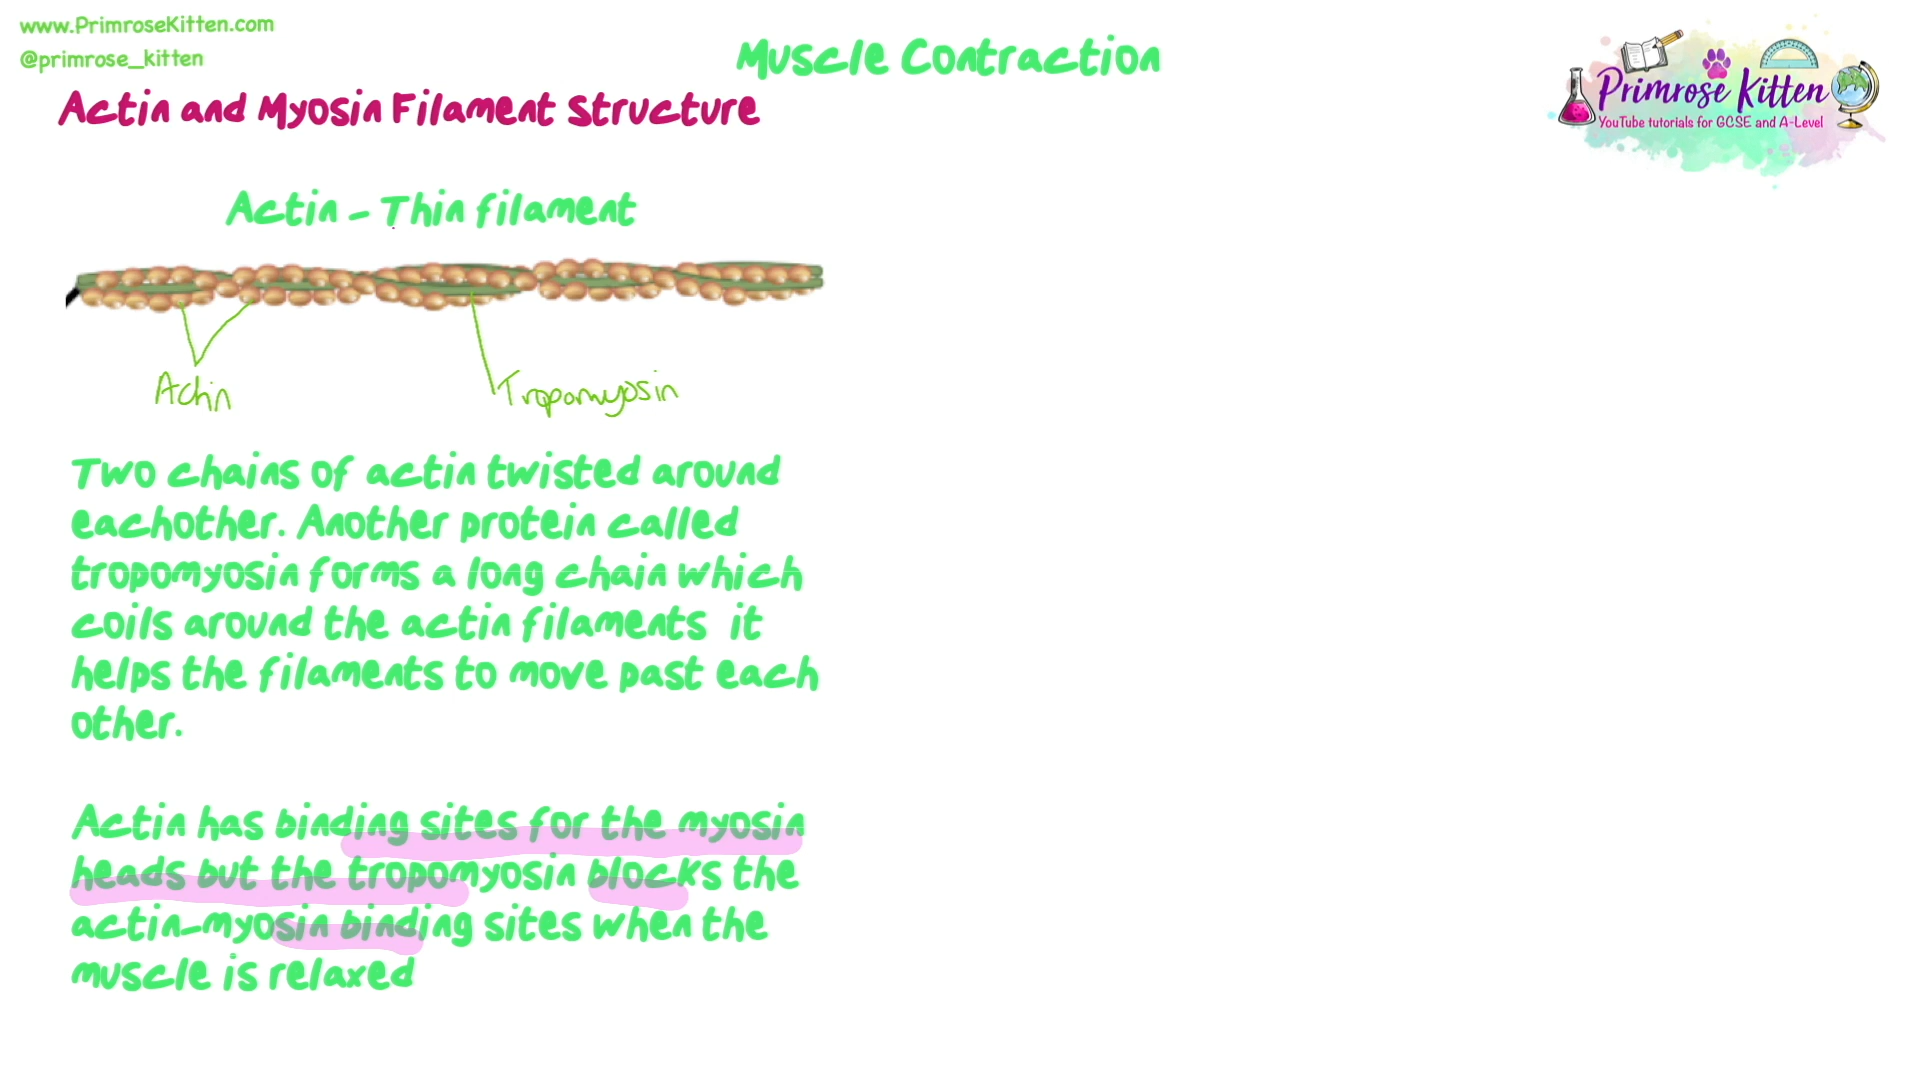 www.PrimroseKitten.com
@primrose_kitten
Muscle Contraction
Primrose Kitten
YouTube tutorials for GCSE and A-Level
Actin and Myosin Filament Structure
Actin - Thin filament
Actin
Tropomyosin
Two chains of actin twisted around
eachother. Another protein called
tropomyosin forms a long chain which
coils around the actin filaments it
helps the filaments to move past each
other.
Actin has binding sites for the myosin
heads but the tropomyosin blocks the
actin-myosin binding sites when the
muscle is relaxed